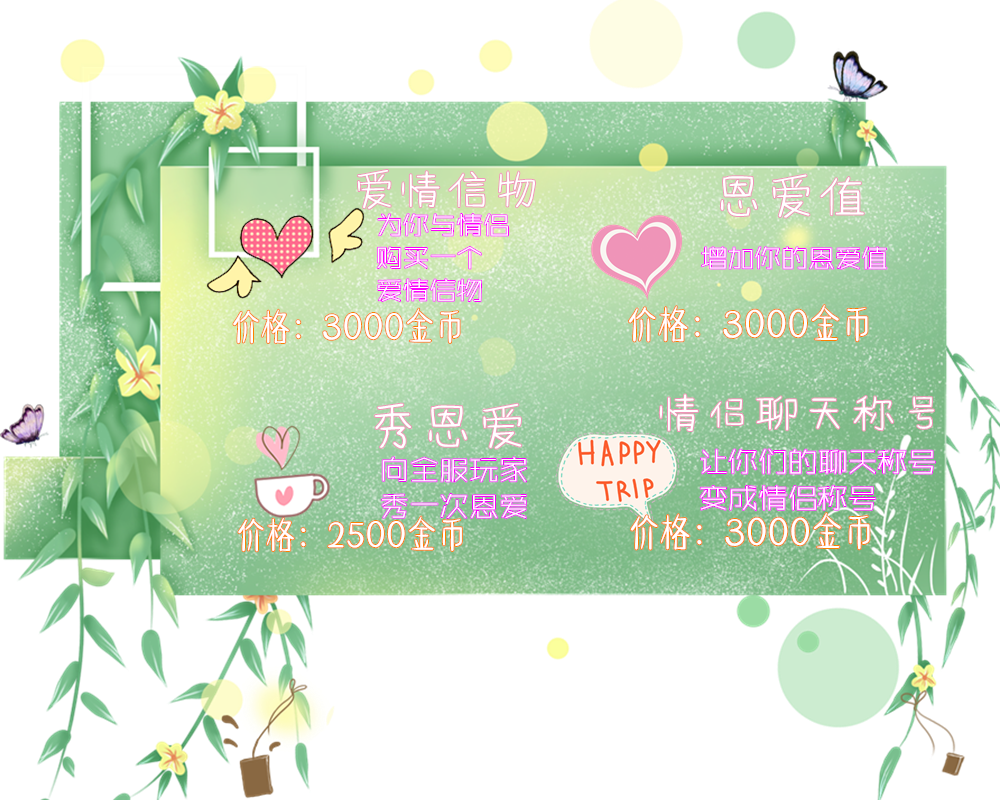 爱情信物
为你与情侣
购买一个
爱情信物
价格：3000金币
恩爱值
增加你的恩爱值
价格：3000金币
秀恩爱
向全服玩家
秀一次恩爱
价格：2500金币
情侣聊天称号
HAPPY
TRIP
让你们的聊天称号
变成情侣称号
价格：3000金币